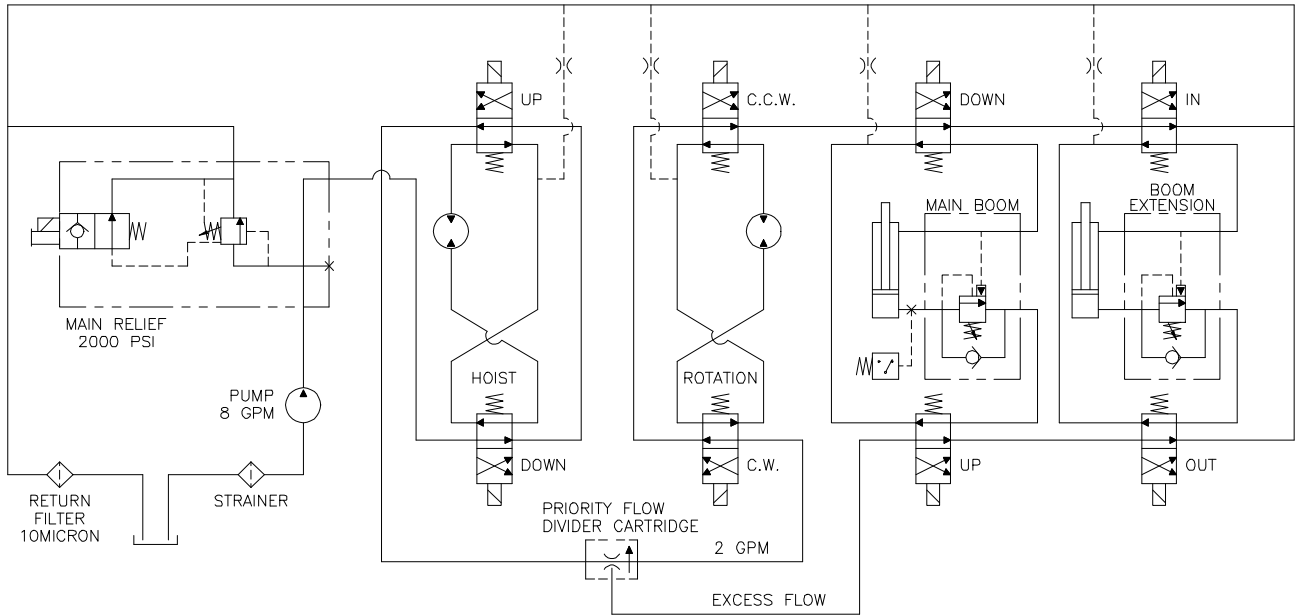 UP
C.C.W.
DOWN
IN
MAIN BOOM
BOOM
EXTENSION
MAIN RELIEF
2000 PSI
HOIST
ROTATION
PUMP
8 GPM
DOWN
C.W.
UP
OUT
RETURN
FILTER
10MICRON
STRAINER
PRIORITY FLOW
DIVIDER CARTRIDGE
2 GPM
EXCESS FLOW